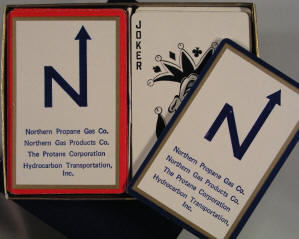 N
Northern Propane Gas Co.
Northern Gas Products Co.
The Protane Corporation
Hydrocarbon Transportation,
Inc.
JOKER
N
Northern Propane Gas Co.
Northern Gas Products Co.
The Protane Corporation
Hydrocarbon Transportation,
Inc.